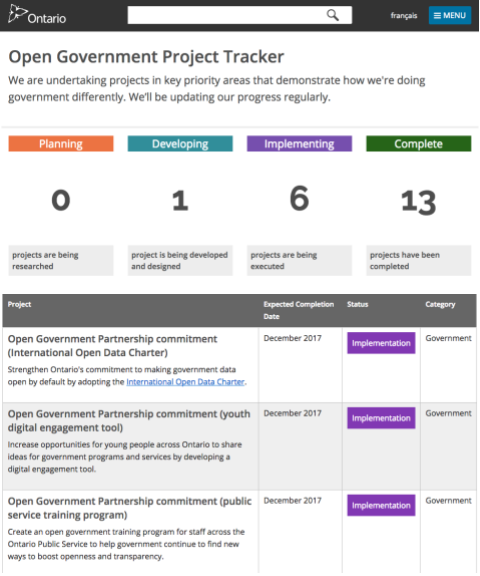 Ontario
français
MENU
Open Government Project Tracker
We are undertaking projects in key priority areas that demonstrate how we're doing
government differently. We'll be updating our progress regularly.
Planning
Developing
Implementing
Complete
0
1
6
13
projects are being
researched
project is being developed
and designed
projects are being
executed
projects have been
completed
Project
Expected Completion
Date
Status
Category
Open Government Partnership commitment
(International Open Data Charter)
Strengthen Ontario's commitment to making government data
open by default by adopting the International Open Data Charter.
December 2017
Implementation
Government
Open Government Partnership commitment (youth
digital engagement tool)
Increase opportunities for young people across Ontario to share
ideas for government programs and services by developing a
digital engagement tool.
December 2017
Implementation
Government
Open Government Partnership commitment (public
service training program)
Create an open government training program for staff across the
Ontario Public Service to help government continue to find new
ways to boost openness and transparency.
December 2017
Implementation
Government